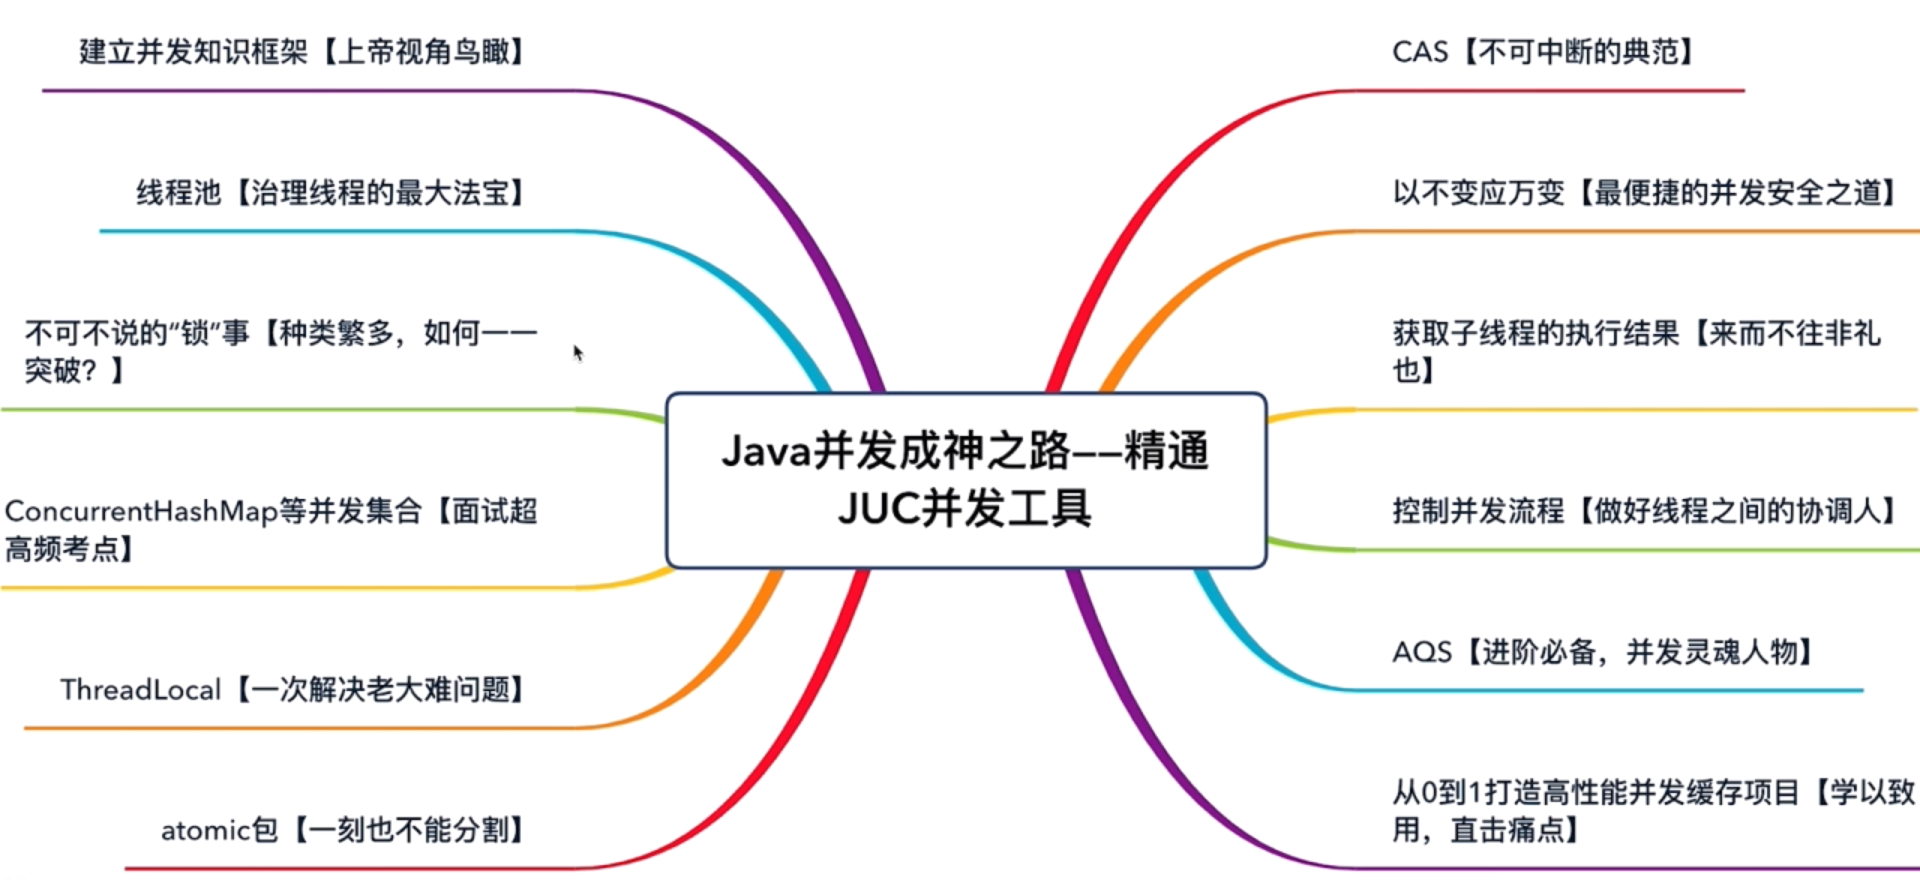 建立并发知识框架【上帝视角鸟瞰】
线程池【治理线程的最大法宝】
不可不说的“锁”事【种类繁多，如何一一
突破？】
ConcurrentHashMap等并发集合【面试超
高频考点】
ThreadLocal【一次解决老大难问题】
atomic包【一刻也不能分割】
Java并发成神之路——精通
JUC并发工具
CAS【不可中断的典范】
以不变应万变【最便捷的并发安全之道】
获取子线程的执行结果【来而不往非礼
也】
控制并发流程【做好线程之间的协调人】
AQS【进阶必备，并发灵魂人物】
从0到1打造高性能并发缓存项目【学以致
用，直击痛点】